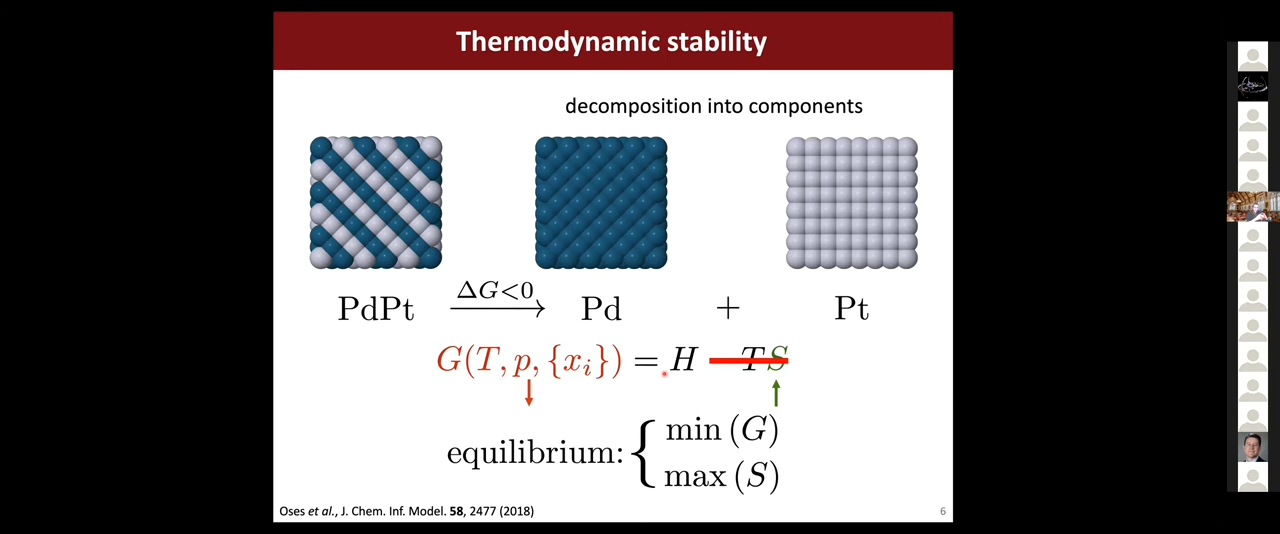 Thermodynamic stability
decomposition into components
PdPt ΔG<0 Pd + Pt
G(T, p, {xᵢ}) = H − TS
equilibrium: { min (G)
max (S)
Oses et al., J. Chem. Inf. Model. 58, 2477 (2018)
6